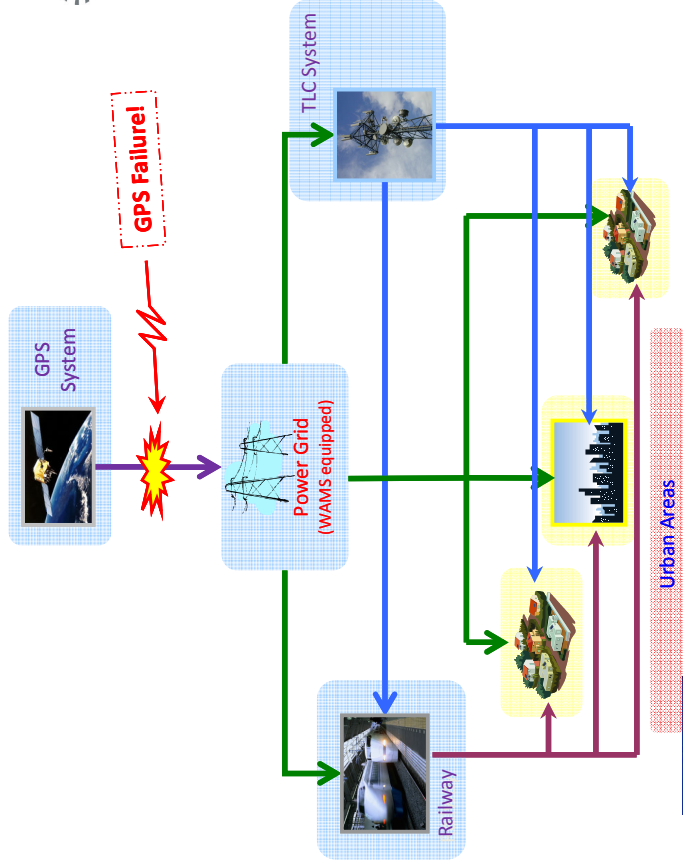 GPS Failure!
GPS
System
TLC System
Power Grid
(WAMS equipped)
Railway
Urban Areas